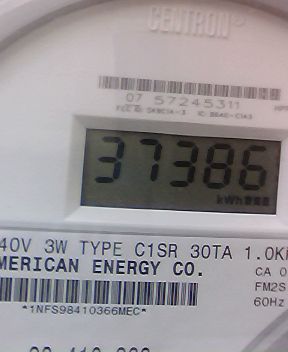 CENTRON®
07 57245311
37386
kWh
40V 3W TYPE C1SR 30TA 1.0K
MERICAN ENERGY CO.
CA 0
FM2S
60Hz
*1NFS98410366MEC*